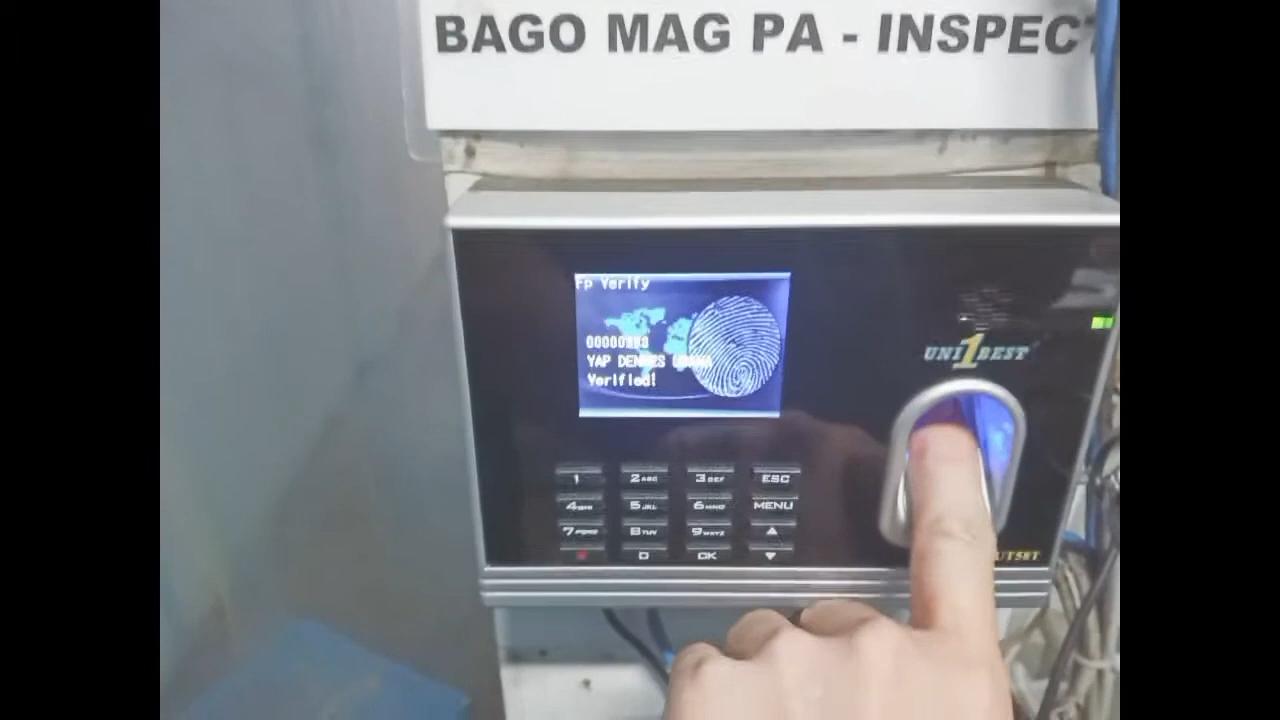 BAGO MAG PA - INSPECT
Fp Verify
YAP
Verified!
UNI1BEST
1
2ABC
3DEF
ESC
4GHI
5JKL
6MNO
MENU
7PQRS
8TUV
9WXYZ
▲
0
OK
▼
UT58T